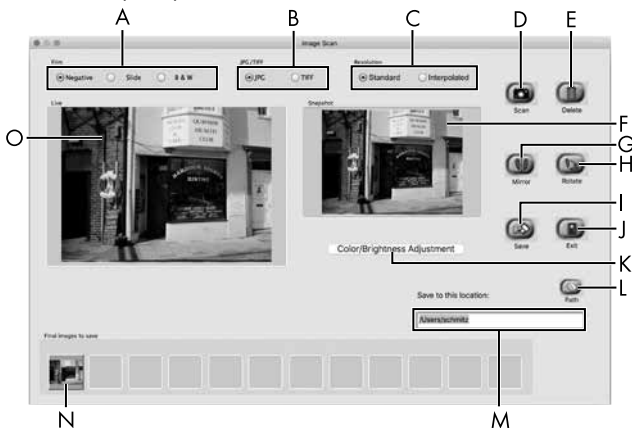 A
B
C
D
E
Image Scan
Film
JPG/TIFF
Resolution
Negative Slide B & W
JPG TIFF
Standard Interpolated
Scan
Delete
Live
Snapshot
O
F
G
H
Mirror
Rotate
I
J
Save
Exit
Color/Brightness Adjustment
K
L
Path
Save to this location:
/Users/schmitz
Final images to save
N
M